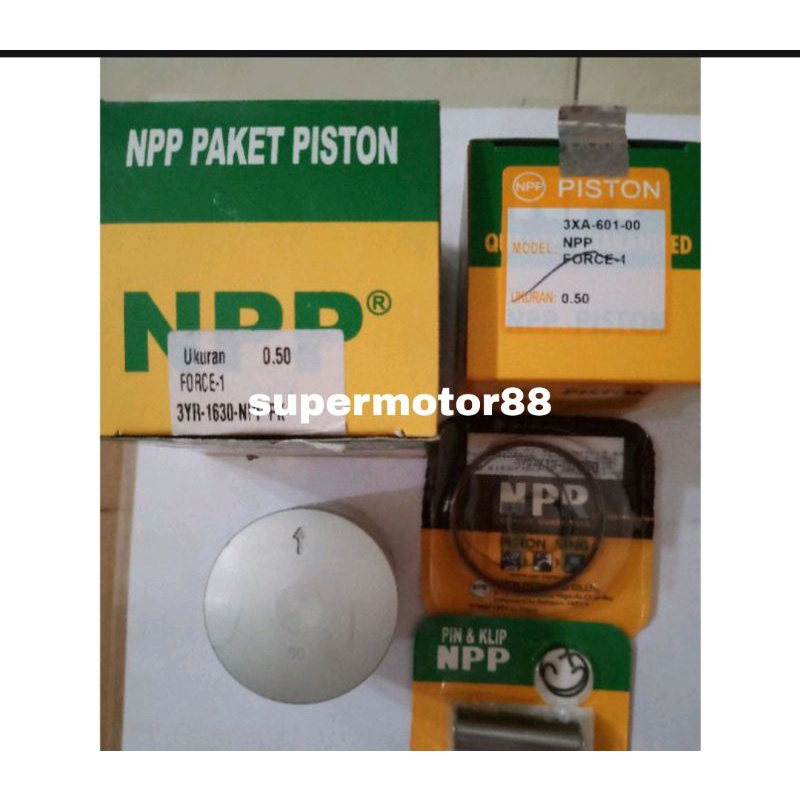 NPP PAKET PISTON
NPP®
Ukuran 0.50
FORCE-1
3YR-1630-NPP
supermotor88
NPP PISTON
3XA-601-00
MODEL: NPP
FORCE-1
UKURAN: 0.50
PISTON
NPP
PISTON RING
PIN & KLIP
NPP
50